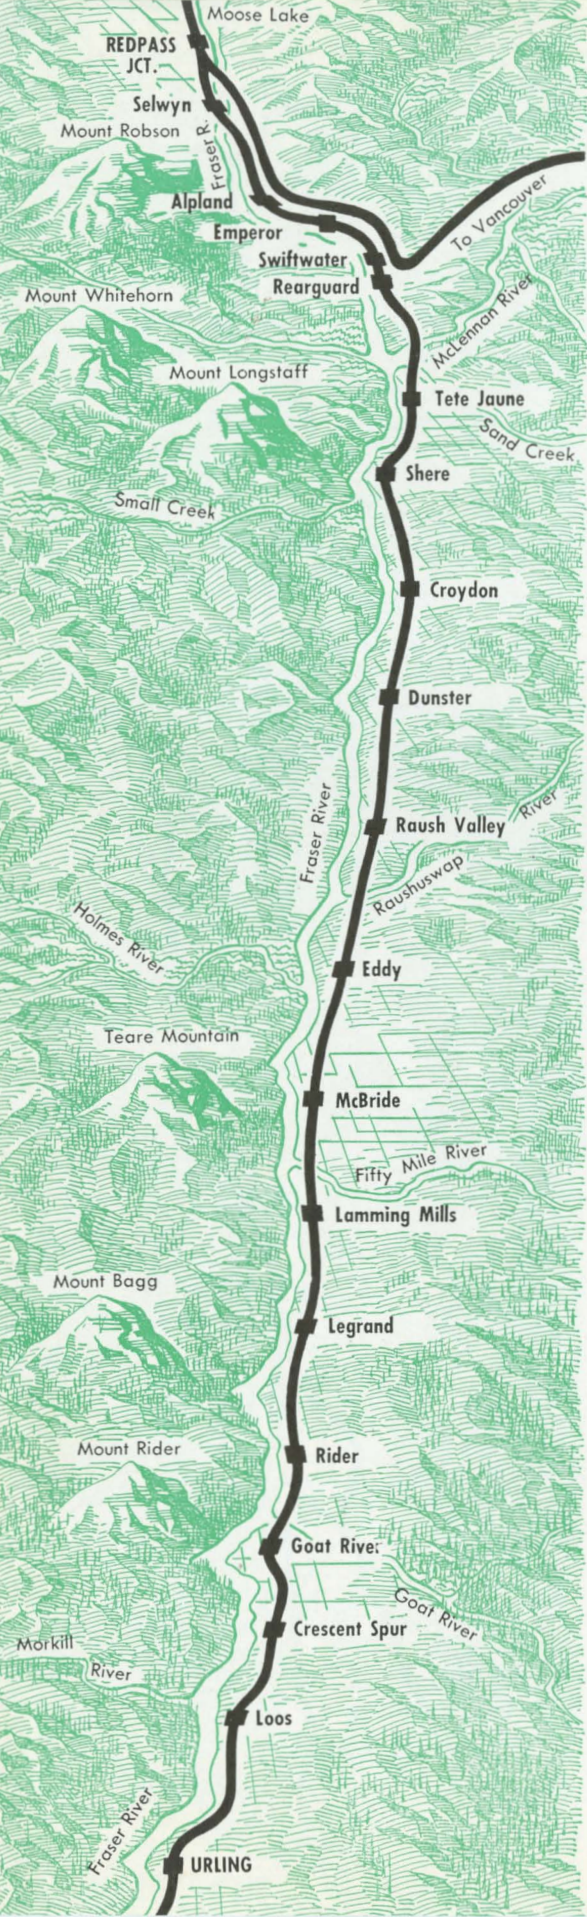 Moose Lake
REDPASS
JCT.
Selwyn
Mount Robson
Fraser R.
Alpland
Emperor
To Vancouver
Swiftwater
Rearguard
Mount Whitehorn
McLennan River
Mount Longstaff
Tete Jaune
Sand Creek
Shere
Small Creek
Croydon
Dunster
Fraser River
River
Raush Valley
Raushuswap
Holmes River
Eddy
Teare Mountain
McBride
Fifty Mile River
Lamming Mills
Mount Bagg
Legrand
Mount Rider
Rider
Goat River
Goat River
Crescent Spur
Morkill
River
Loos
Fraser River
URLING